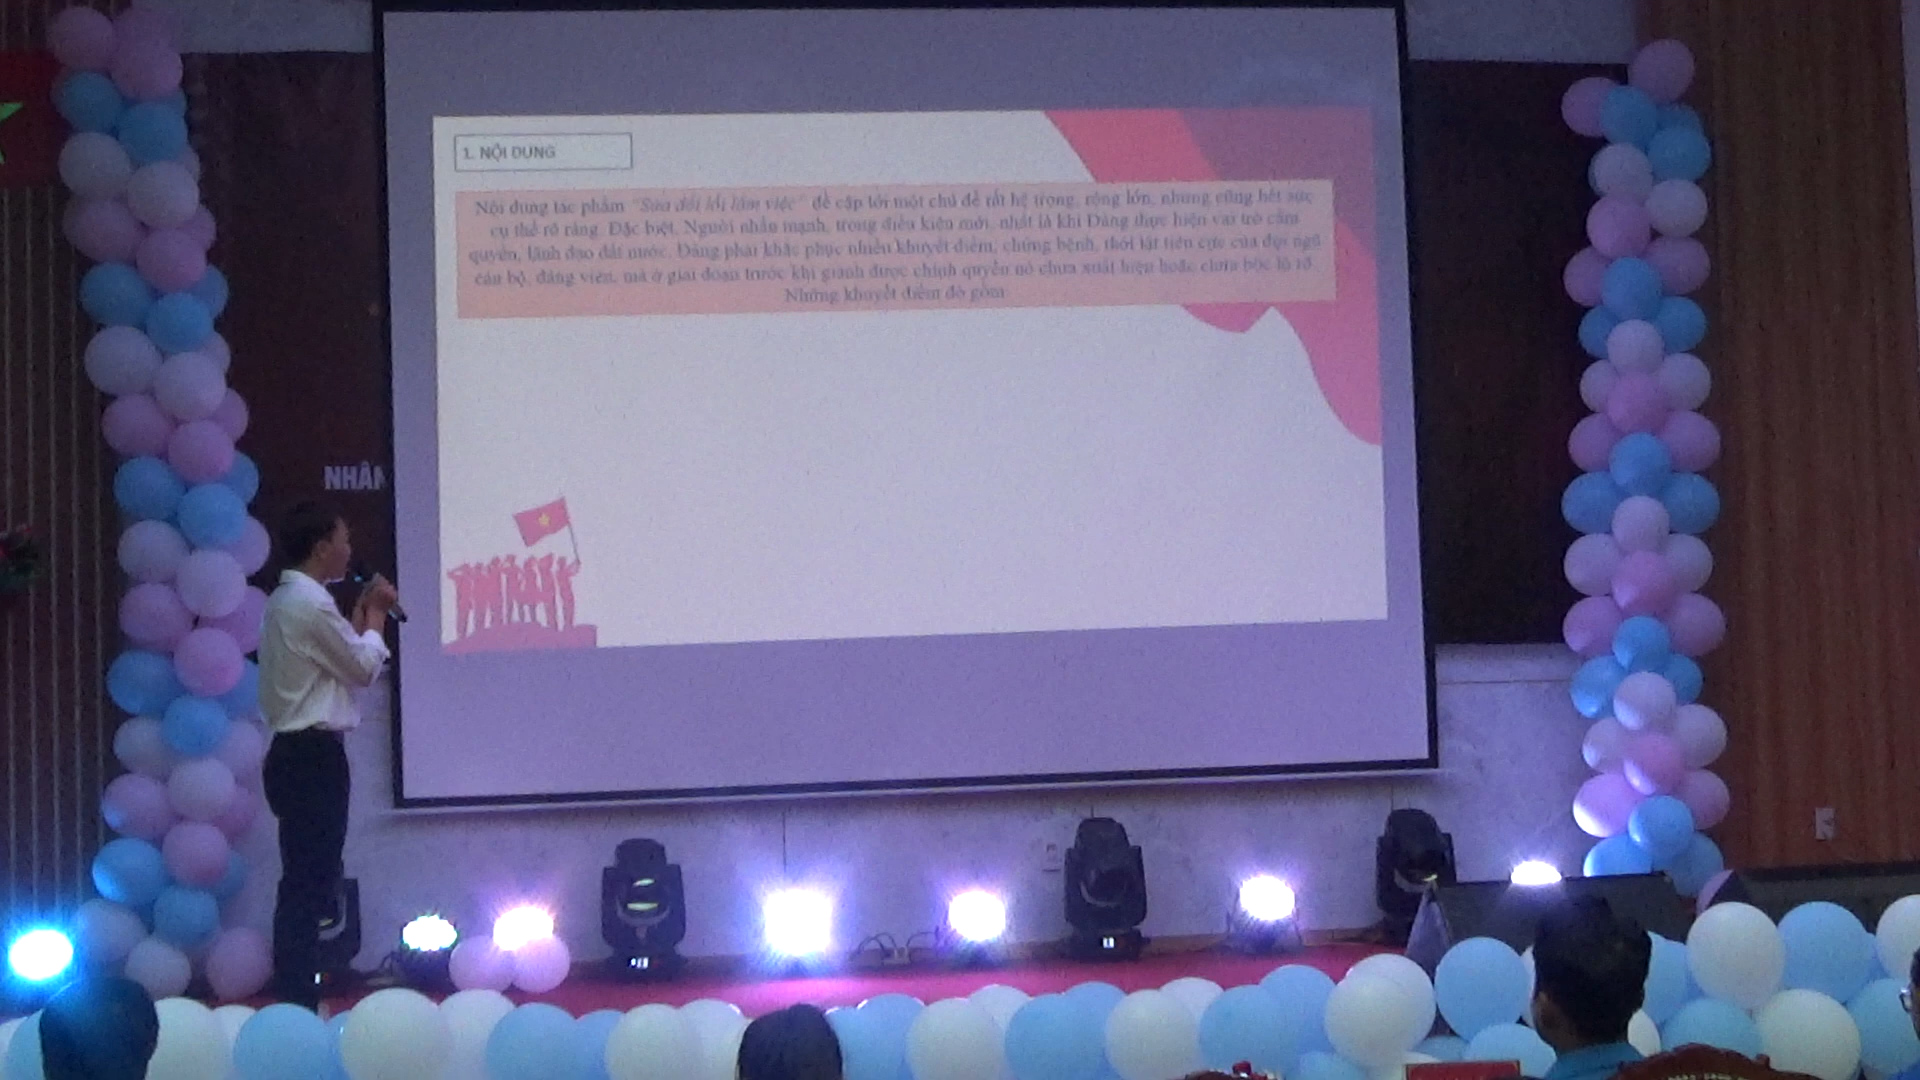 1. NỘI DUNG
Nội dung tác phẩm "Sửa đổi lối làm việc" đề cập tới một chủ đề rất hệ trọng, rộng lớn, nhưng cũng hết sức
cụ thể rõ ràng. Đặc biệt, Người nhấn mạnh, trong điều kiện mới, nhất là khi Đảng thực hiện vai trò cầm
quyền, lãnh đạo đất nước, Đảng phải khắc phục nhiều khuyết điểm, chứng bệnh, thói tật tiêu cực của đội ngũ
cán bộ, đảng viên, mà ở giai đoạn trước khi giành được chính quyền nó chưa xuất hiện hoặc chưa bộc lộ rõ.
Những khuyết điểm đó gồm:
NHÂN